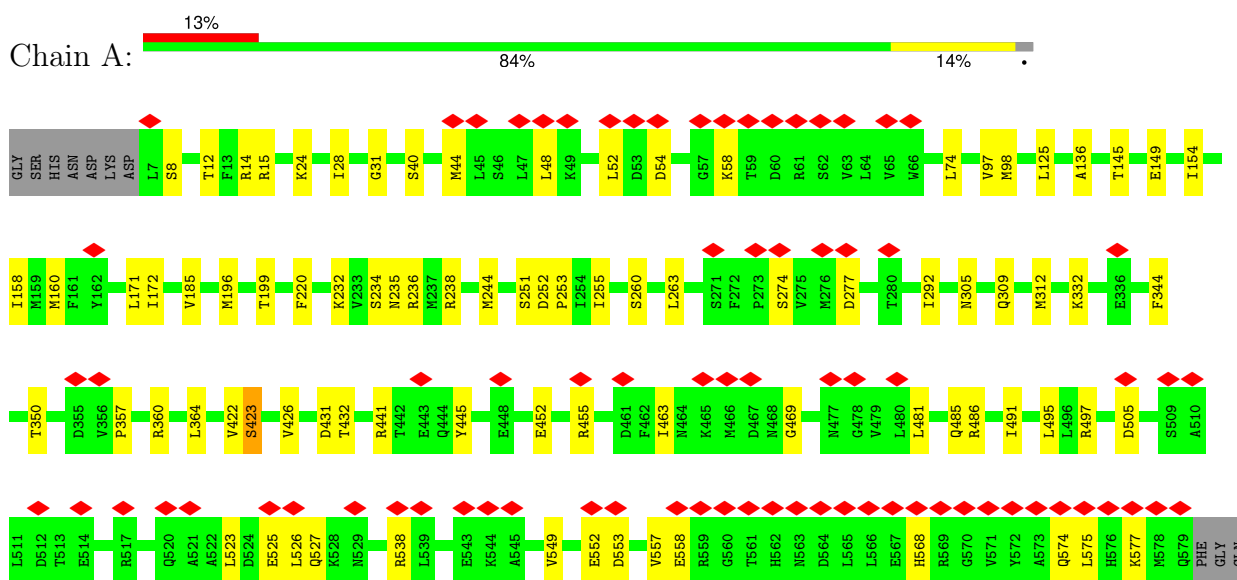 13%
Chain A:
84% 14% •
GLY SER HIS ASN ASP LYS ASP L7 S8 T12 F13 R14 R15 K24 I28 G31 S40 M44 L45 S46 L47 L48 K49 L52 D53 D54 G57 K58 T59 D60 R61 S62 V63 L64 V65 W66 L74 V97 M98 L125 A136 T145 E149 I154
I158 M159 M160 F161 Y162 L171 I172 V185 M196 T199 F220 K232 V233 S234 N235 R236 M237 R238 M244 S251 D252 P253 I254 I255 S260 L263 S271 F272 P273 S274 V275 M276 D277 T280 I292 N305 Q309 M312 K332 E336 F344
T350 D355 V356 P357 R360 L364 V422 S423 V426 D431 T432 R441 T442 E443 Q444 Y445 E448 E452 R455 D461 F462 I463 N464 K465 M466 D467 N468 G469 N477 G478 V479 L480 L481 Q485 R486 I491 L495 L496 R497 D505 S509 A510
L511 D512 T513 E514 R517 Q520 A521 A522 L523 D524 E525 L526 Q527 K528 N529 R538 L539 E543 K544 A545 V549 E552 D553 V557 E558 R559 G560 T561 H562 N563 D564 L565 L566 E567 H568 R569 G570 V571 Y572 A573 Q574 L575 H576 K577 M578 Q579 PHE GLY GLN